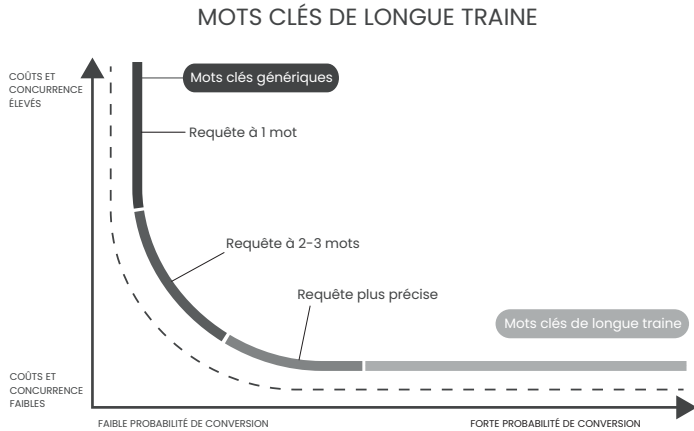 MOTS CLÉS DE LONGUE TRAINE
COÛTS ET
CONCURRENCE
ÉLEVÉS
Mots clés génériques
Requête à 1 mot
Requête à 2-3 mots
Requête plus précise
Mots clés de longue traine
COÛTS ET
CONCURRENCE
FAIBLES
FAIBLE PROBABILITÉ DE CONVERSION
FORTE PROBABILITÉ DE CONVERSION